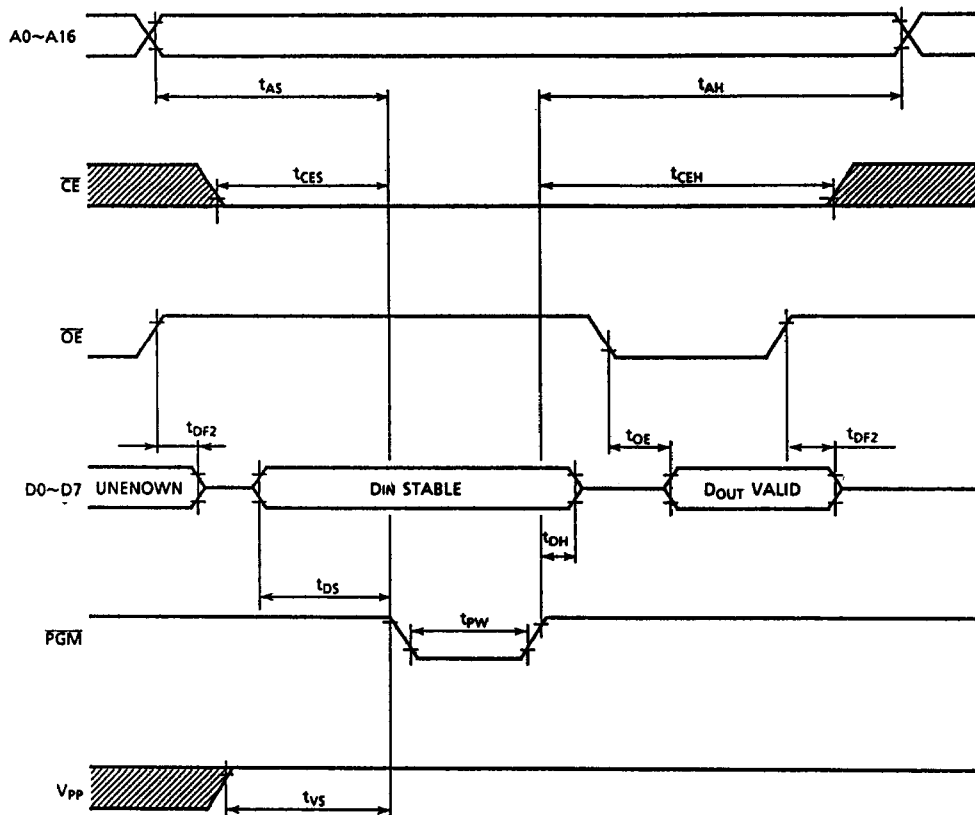 A0~A16
tAS
tAH
CE
tCES
tCEH
OE
tDF2
tOE
tDF2
D0~D7 UNENOWN
DIN STABLE
DOUT VALID
tDH
tDS
PGM
tPW
VPP
tVS